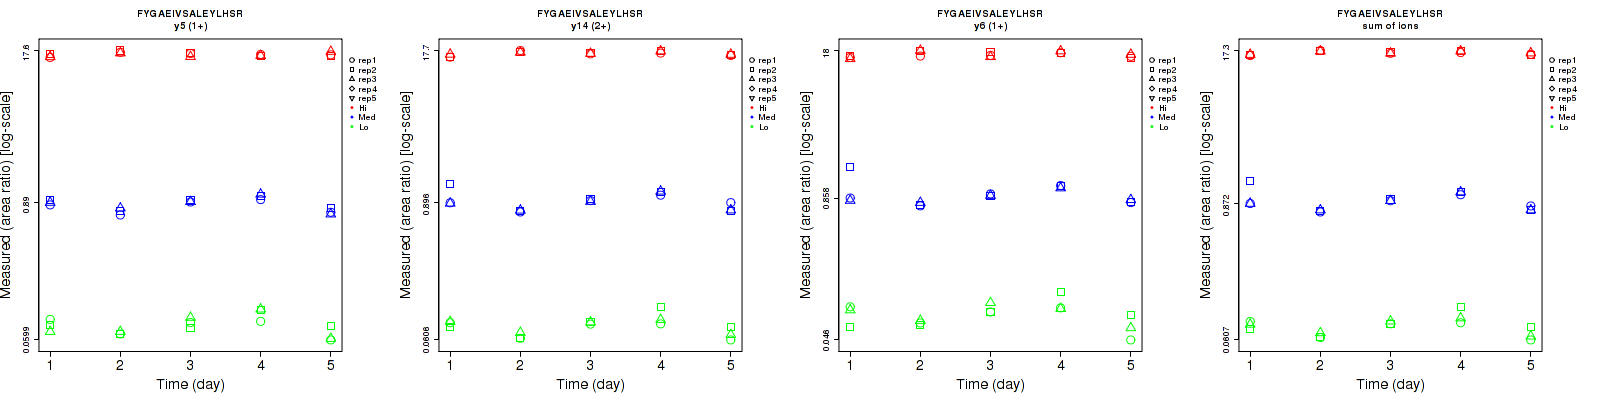 FYGAEIVSALEYLHSR
y5 (1+)
Measured (area ratio) [log-scale]
17.6
0.89
0.0599
1 2 3 4 5
Time (day)
rep1
rep2
rep3
rep4
rep5
Hi
Med
Lo
FYGAEIVSALEYLHSR
y14 (2+)
Measured (area ratio) [log-scale]
17.7
0.0606
1 2 3 4 5
Time (day)
rep1
rep2
rep3
rep4
rep5
Hi
Med
Lo
FYGAEIVSALEYLHSR
y6 (1+)
Measured (area ratio) [log-scale]
18
0.858
0.046
1 2 3 4 5
Time (day)
rep1
rep2
rep3
rep4
rep5
Hi
Med
Lo
FYGAEIVSALEYLHSR
sum of ions
Measured (area ratio) [log-scale]
17.3
0.872
0.0607
1 2 3 4 5
Time (day)
rep1
rep2
rep3
rep4
rep5
Hi
Med
Lo